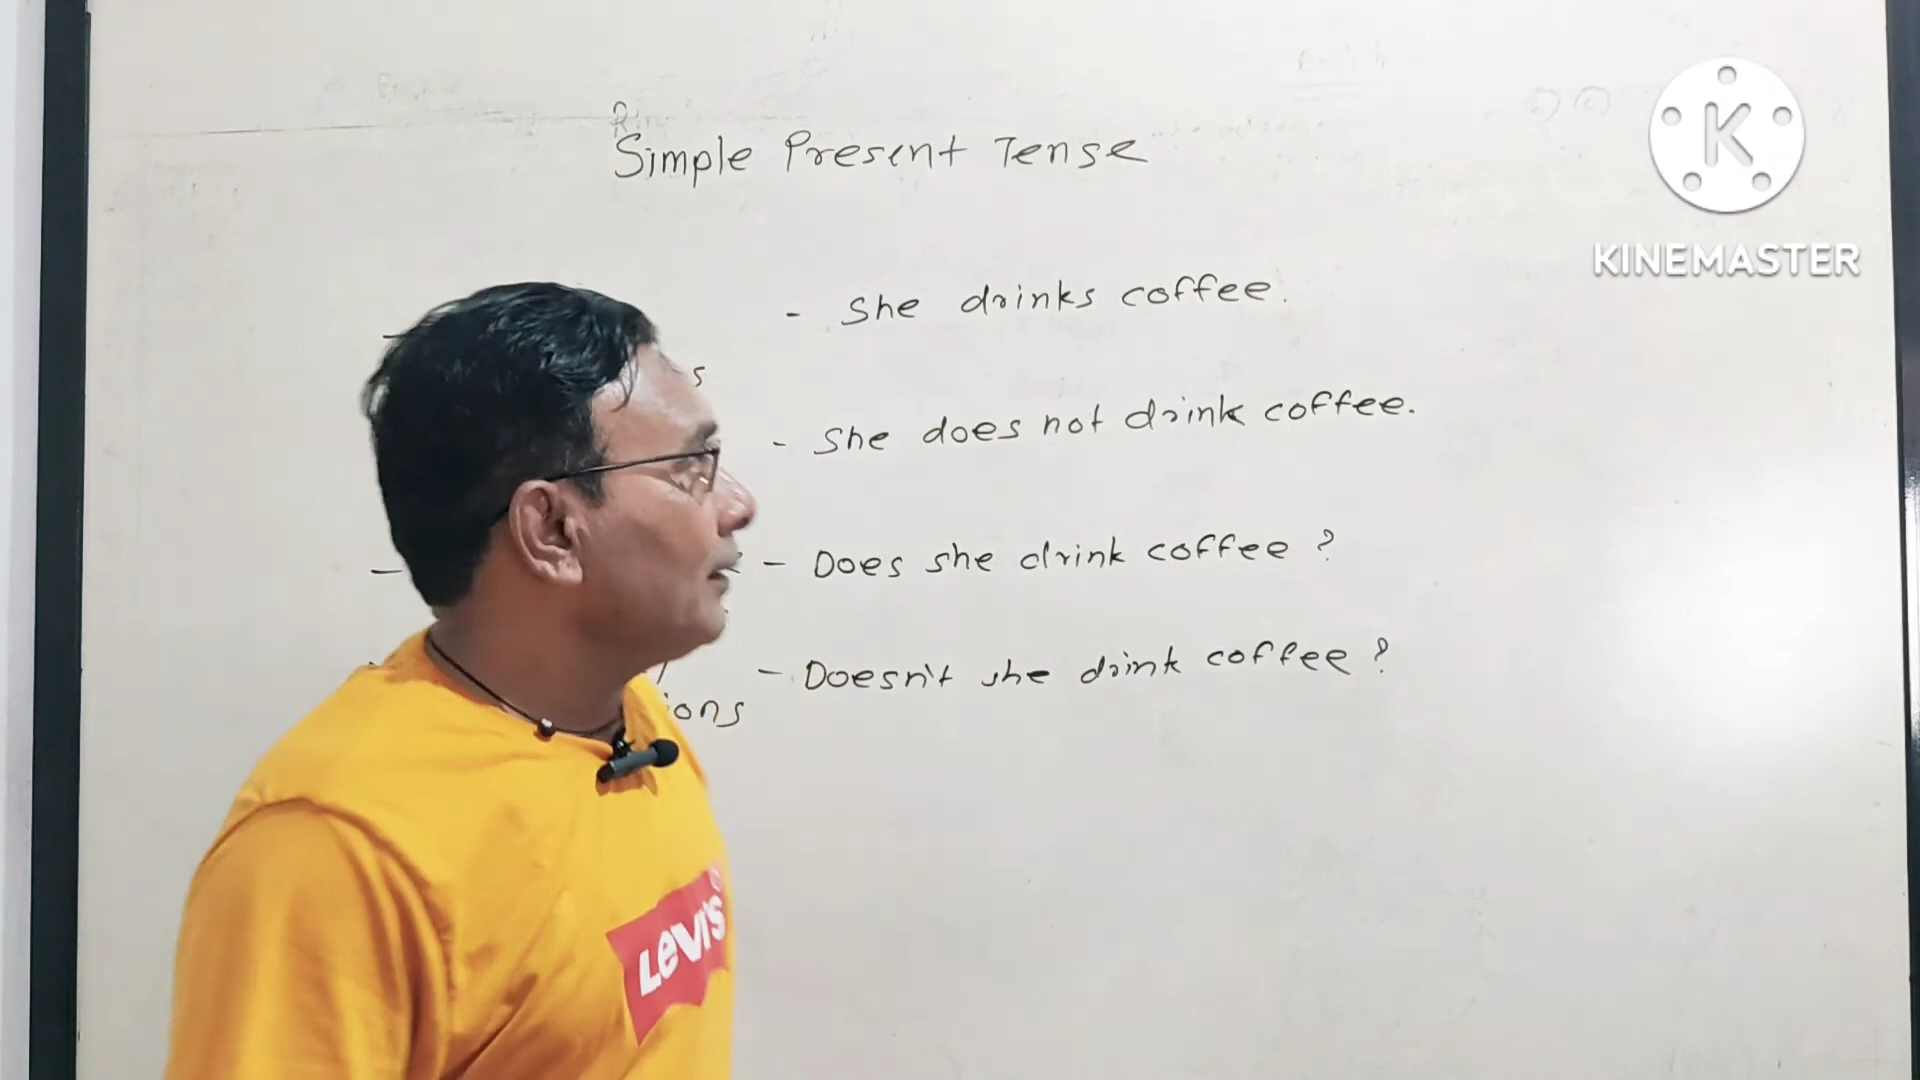 Simple Present Tense
- She drinks coffee.
s
- She does not drink coffee.
- Does she drink coffee ?
- Doesn't she drink coffee ?
ions
LEVI'S
K
KINEMASTER